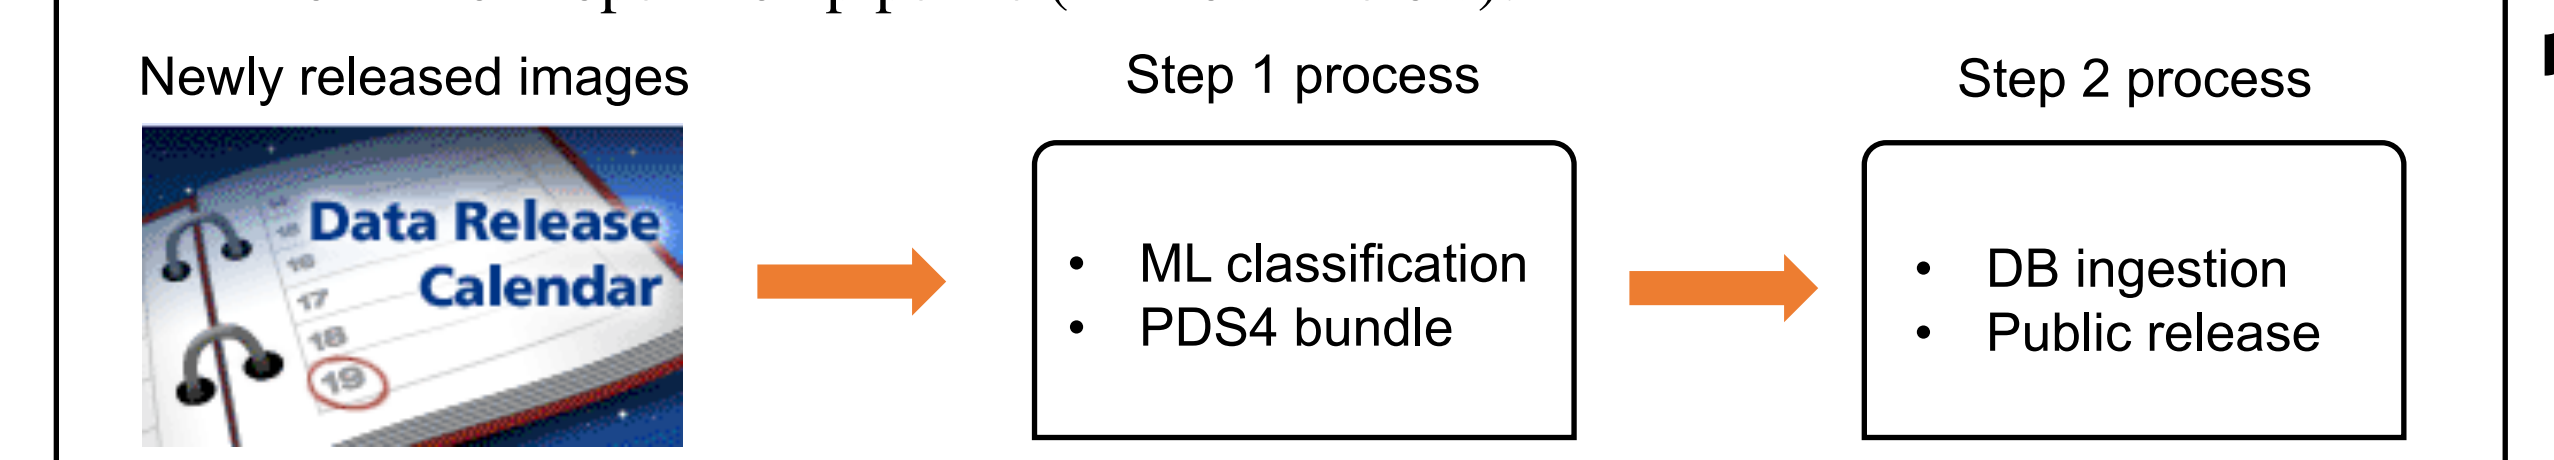 Newly released images
Step 1 process
Step 2 process
Data Release
Calendar
16
17
18
19
• ML classification
• PDS4 bundle
• DB ingestion
• Public release